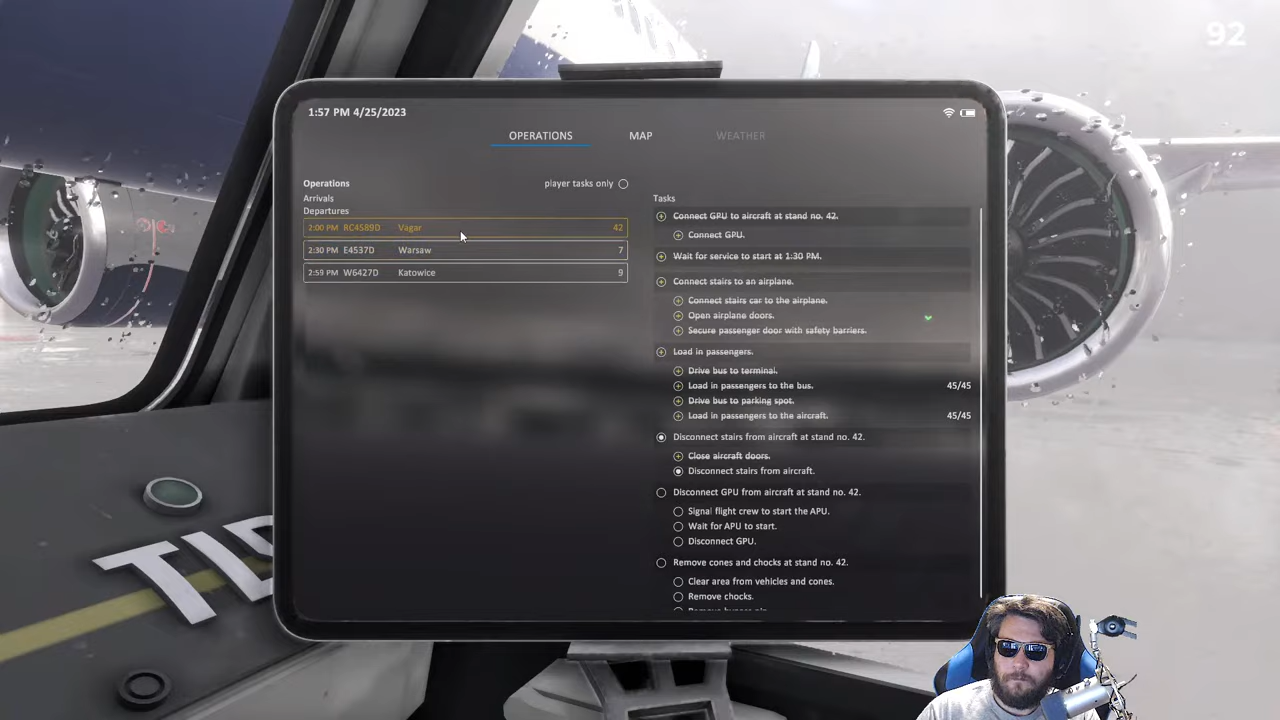 92
1:57 PM 4/25/2023
OPERATIONS MAP WEATHER
Operations player tasks only
Arrivals
Departures
2:00 PM RC4589D Vágar 42
2:30 PM E4537D Warsaw 7
2:59 PM W6427D Katowice 9
Tasks
Connect GPU to aircraft at stand no. 42.
Connect GPU.
Wait for service to start at 1:30 PM.
Connect stairs to an airplane.
Connect stairs car to the airplane.
Open airplane doors.
Secure passenger door with safety barriers.
Load in passengers.
Drive bus to terminal.
Load in passengers to the bus. 45/45
Drive bus to parking spot.
Load in passengers to the aircraft. 45/45
Disconnect stairs from aircraft at stand no. 42.
Close aircraft doors.
Disconnect stairs from aircraft.
Disconnect GPU from aircraft at stand no. 42.
Signal flight crew to start the APU.
Wait for APU to start.
Disconnect GPU.
Remove cones and chocks at stand no. 42.
Clear area from vehicles and cones.
Remove chocks.